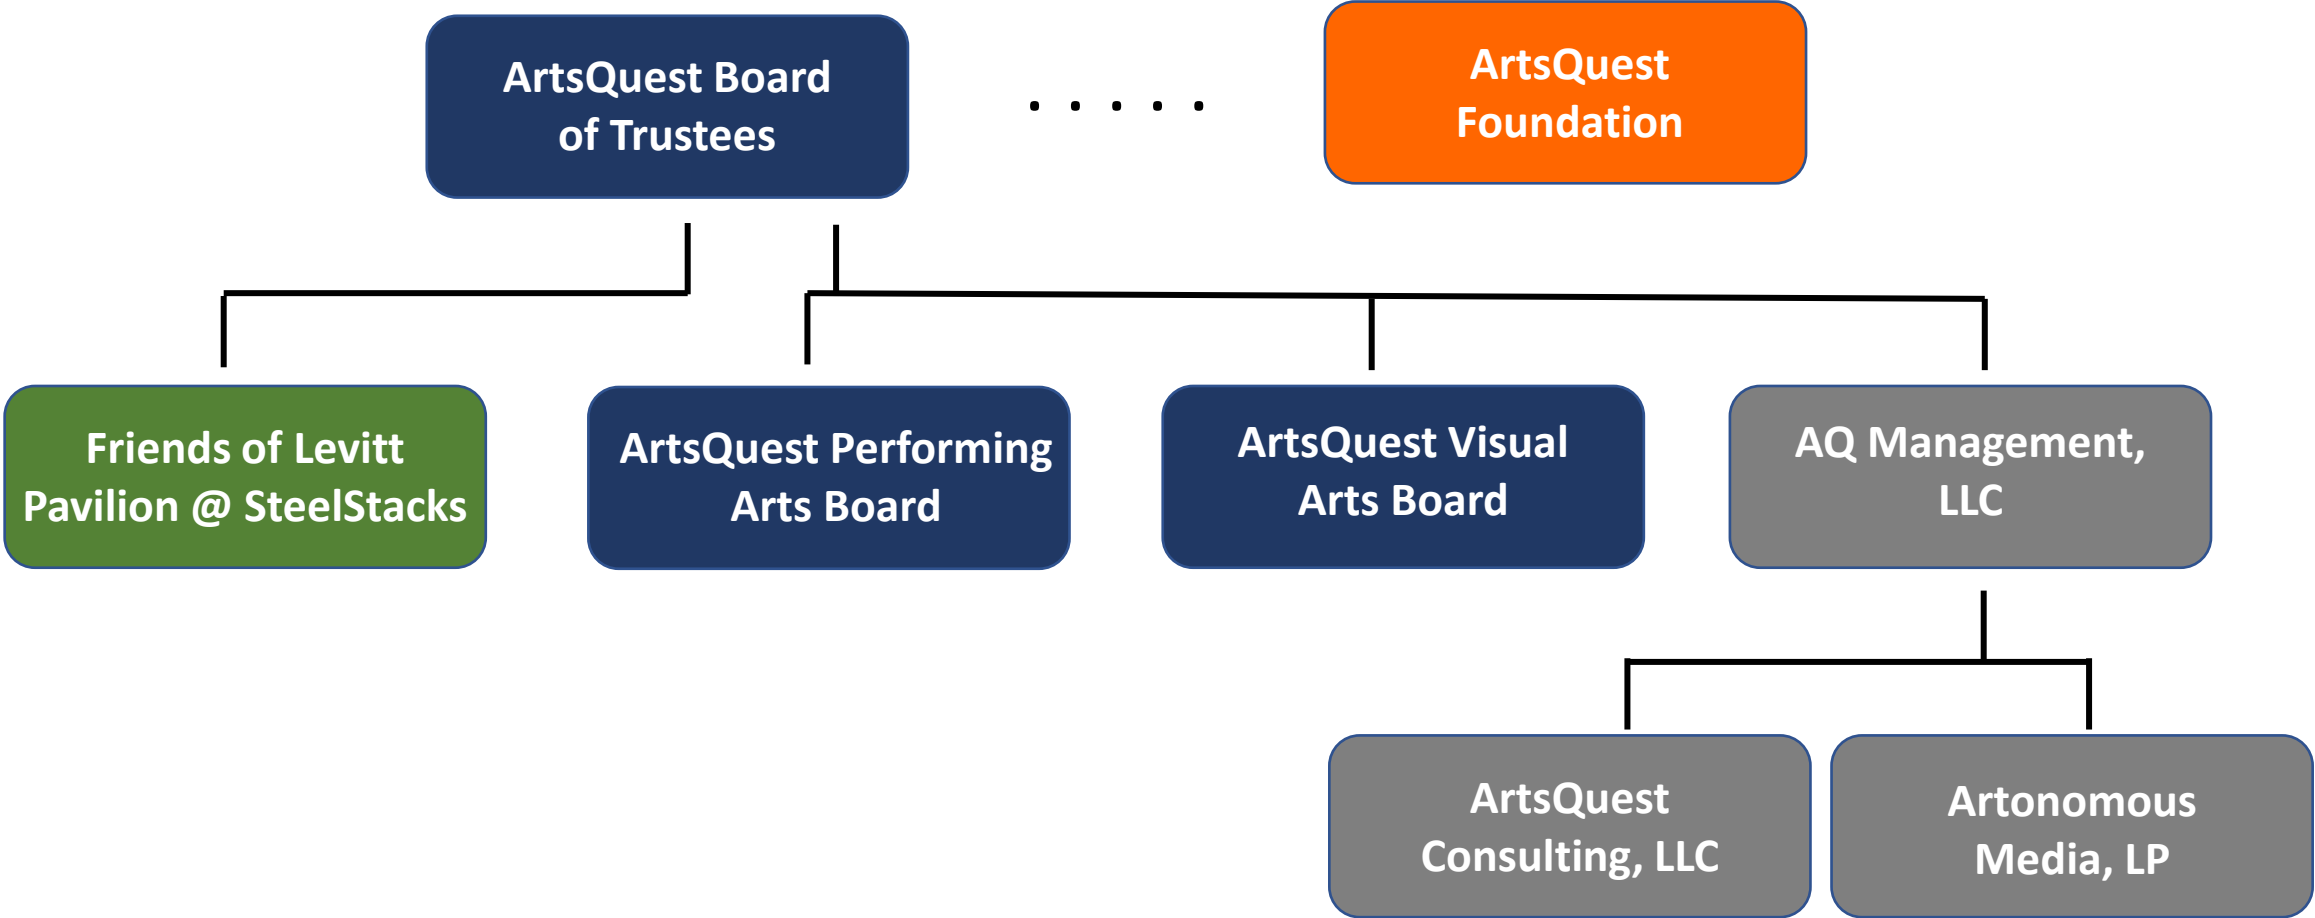 ArtsQuest Board
of Trustees
. . . . .
ArtsQuest
Foundation
Friends of Levitt
Pavilion @ SteelStacks
ArtsQuest Performing
Arts Board
ArtsQuest Visual
Arts Board
AQ Management,
LLC
ArtsQuest
Consulting, LLC
Artonomous
Media, LP